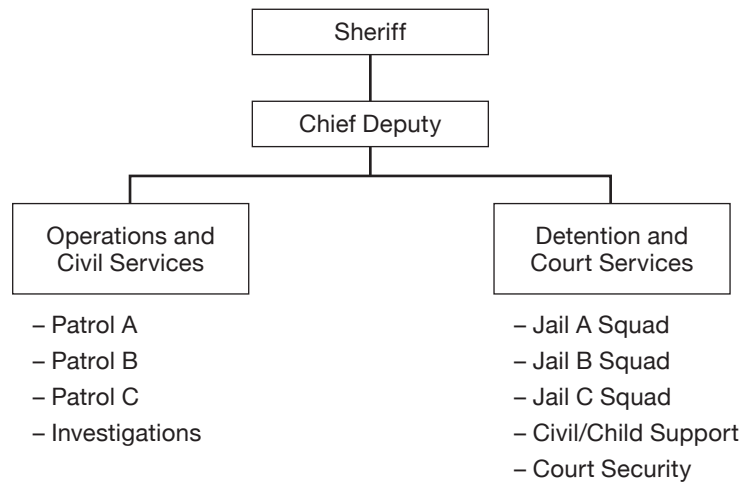 Sheriff
Chief Deputy
Operations and
Civil Services
– Patrol A
– Patrol B
– Patrol C
– Investigations
Detention and
Court Services
– Jail A Squad
– Jail B Squad
– Jail C Squad
– Civil/Child Support
– Court Security